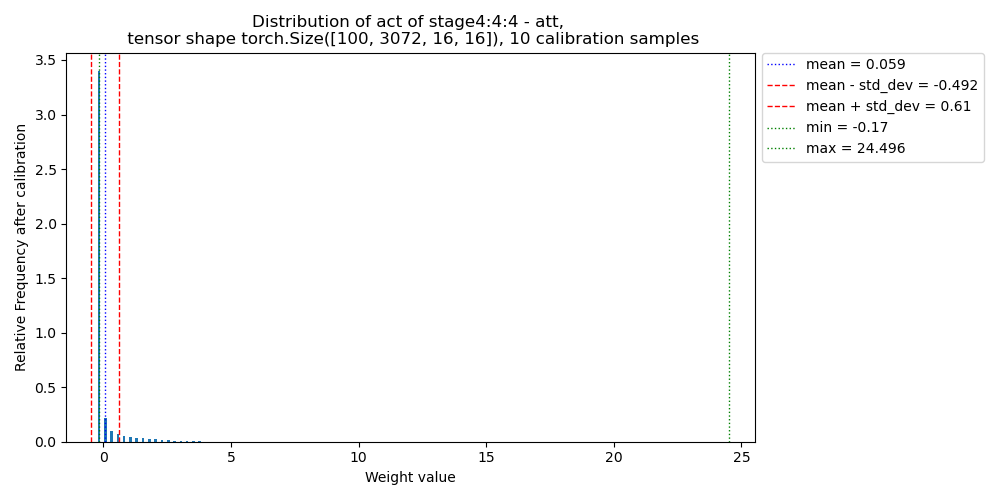 Distribution of act of stage4:4:4 - att,
tensor shape torch.Size([100, 3072, 16, 16]), 10 calibration samples
Relative Frequency after calibration
3.5
3.0
2.5
2.0
1.5
1.0
0.5
0.0
0
5
10
15
20
25
Weight value
mean = 0.059
mean - std_dev = -0.492
mean + std_dev = 0.61
min = -0.17
max = 24.496